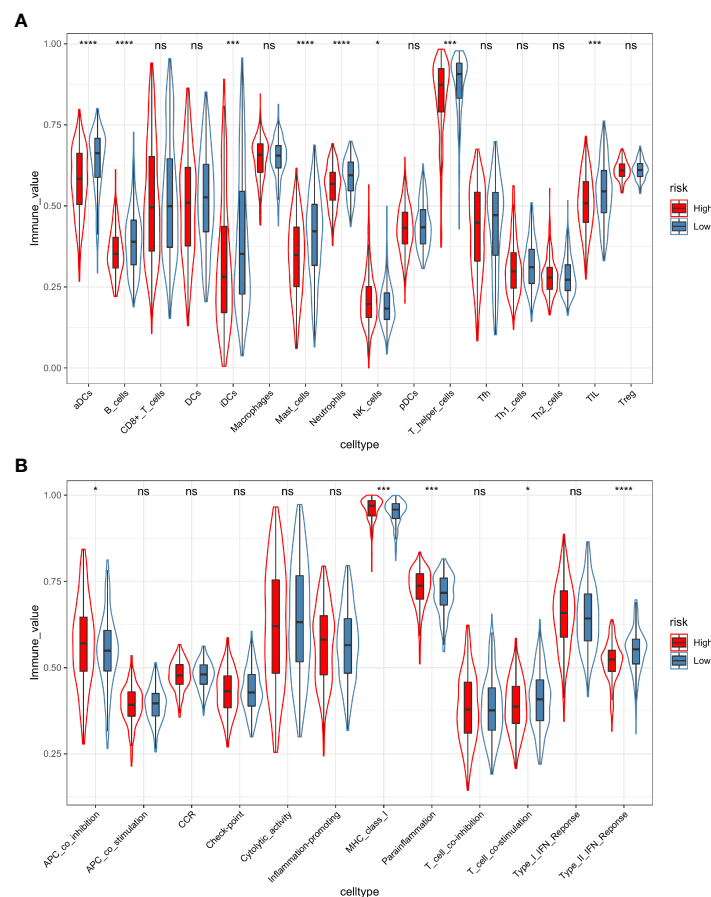 A
1.00
0.75
0.50
0.25
0.00
Immune_value
**** **** ns ns *** ns **** **** * ns *** ns ns ns *** ns
aDCs
B_cells
CD8+_T_cells
DCs
iDCs
Macrophages
Mast_cells
Neutrophils
NK_cells
pDCs
T_helper_cells
Tfh
Th1_cells
Th2_cells
TIL
Treg
celltype
risk
High
Low
B
1.00
0.75
0.50
0.25
Immune_value
* ns ns ns ns ns *** *** ns * ns ****
APC_co_inhibition
APC_co_stimulation
CCR
Check-point
Cytolytic_activity
Inflammation-promoting
MHC_class_I
Parainflammation
T_cell_co-inhibition
T_cell_co-stimulation
Type_I_IFN_Reponse
Type_II_IFN_Reponse
celltype
risk
High
Low